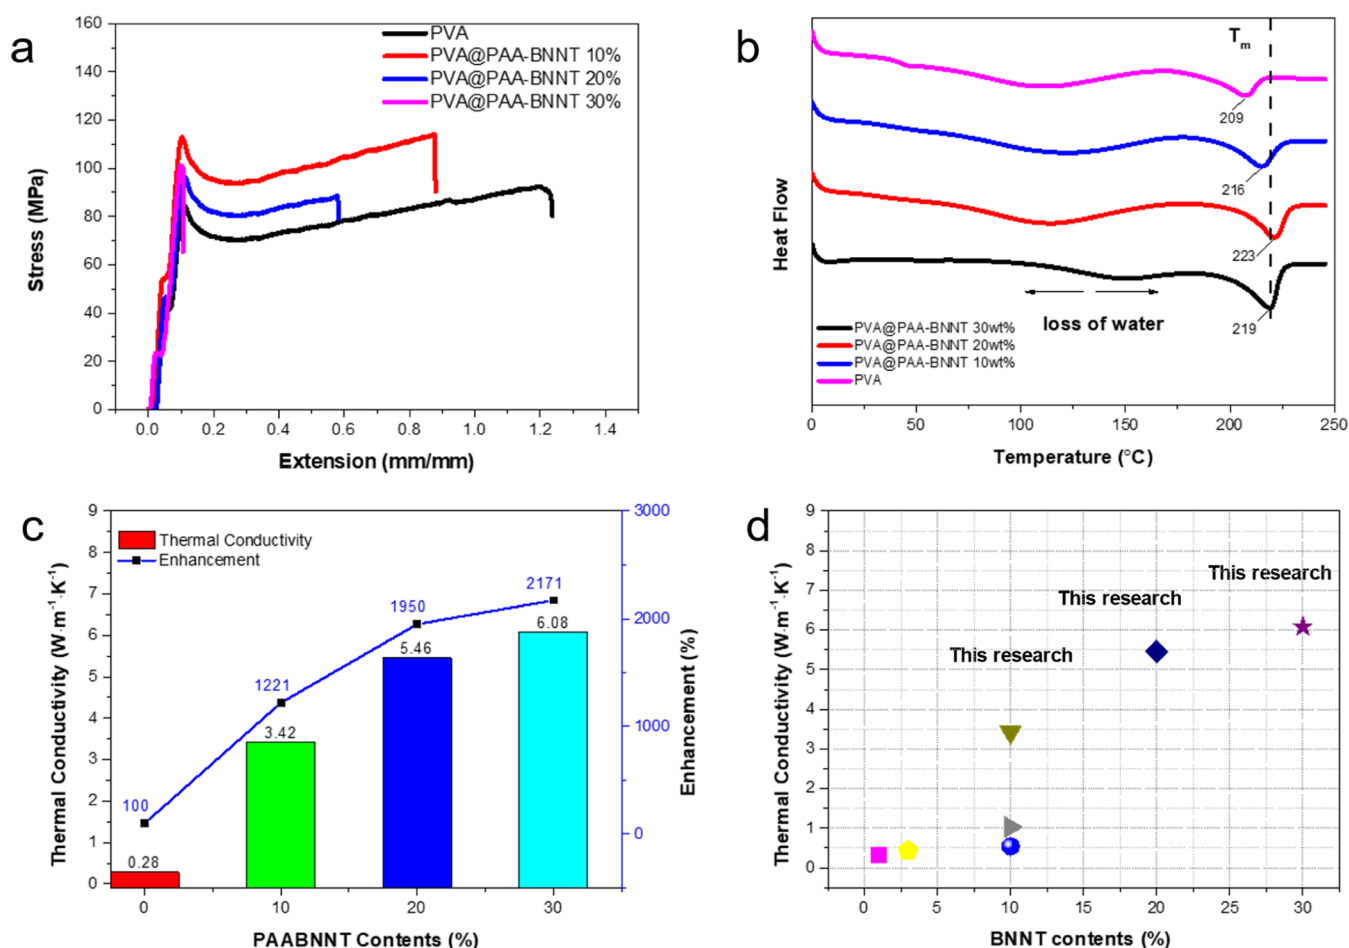 a
160
140
120
100
80
60
40
20
0
Stress (MPa)
PVA
PVA@PAA-BNNT 10%
PVA@PAA-BNNT 20%
PVA@PAA-BNNT 30%
0.0 0.2 0.4 0.6 0.8 1.0 1.2 1.4
Extension (mm/mm)
b
Tm
209
216
223
219
Heat Flow
loss of water
PVA@PAA-BNNT 30wt%
PVA@PAA-BNNT 20wt%
PVA@PAA-BNNT 10wt%
PVA
0 50 100 150 200 250
Temperature (°C)
c
9
8
7
6
5
4
3
2
1
0
Thermal Conductivity (W·m⁻¹·K⁻¹)
Thermal Conductivity
Enhancement
100
1221
1950
2171
0.28
3.42
5.46
6.08
3000
2000
1000
0
Enhancement (%)
0 10 20 30
PAABNNT Contents (%)
d
9
8
7
6
5
4
3
2
1
0
Thermal Conductivity (W·m⁻¹·K⁻¹)
This research
This research
This research
0 5 10 15 20 25 30
BNNT contents (%)